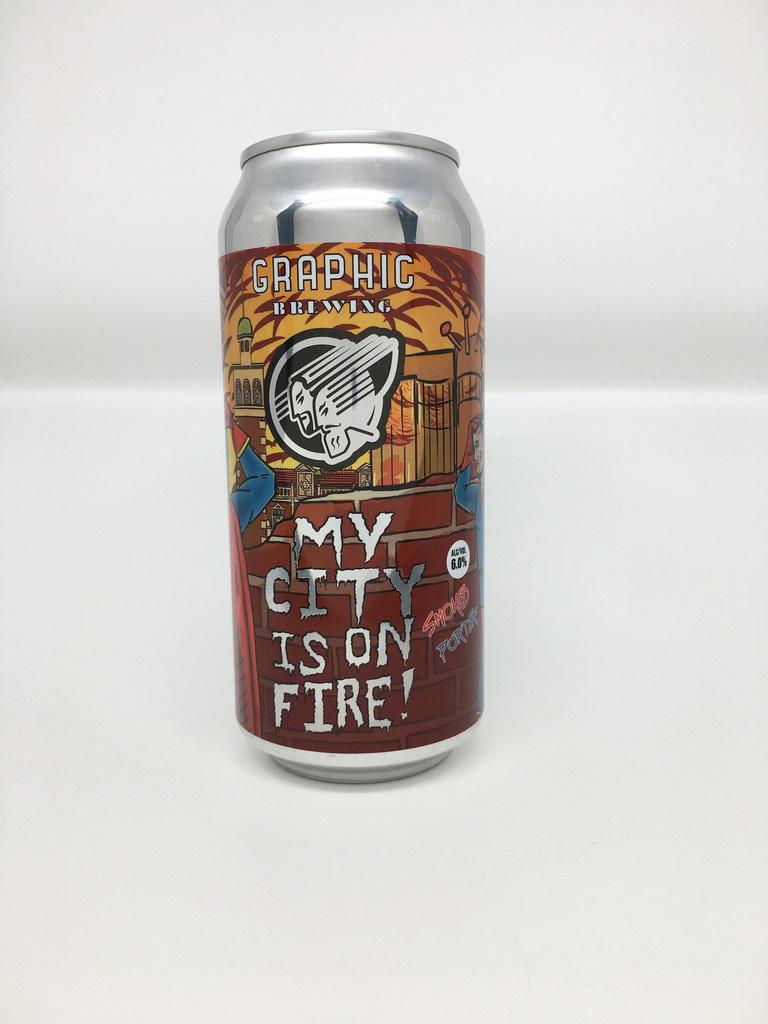 GRAPHIC
BREWING
MY
CITY
IS ON
FIRE!
ALC/VOL
6.0%
SMOKED
PORTER